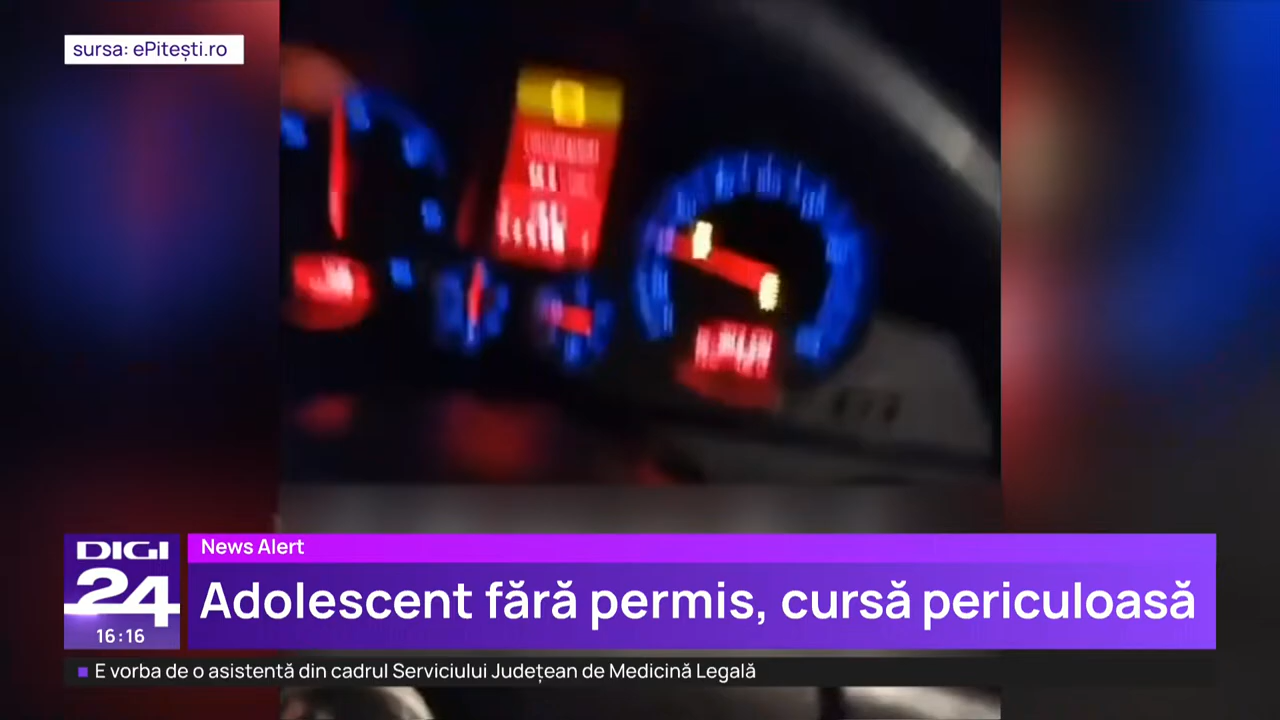 sursa: ePitești.ro
DIGI
24
16:16
News Alert
Adolescent fără permis, cursă periculoasă
E vorba de o asistentă din cadrul Serviciului Județean de Medicină Legală